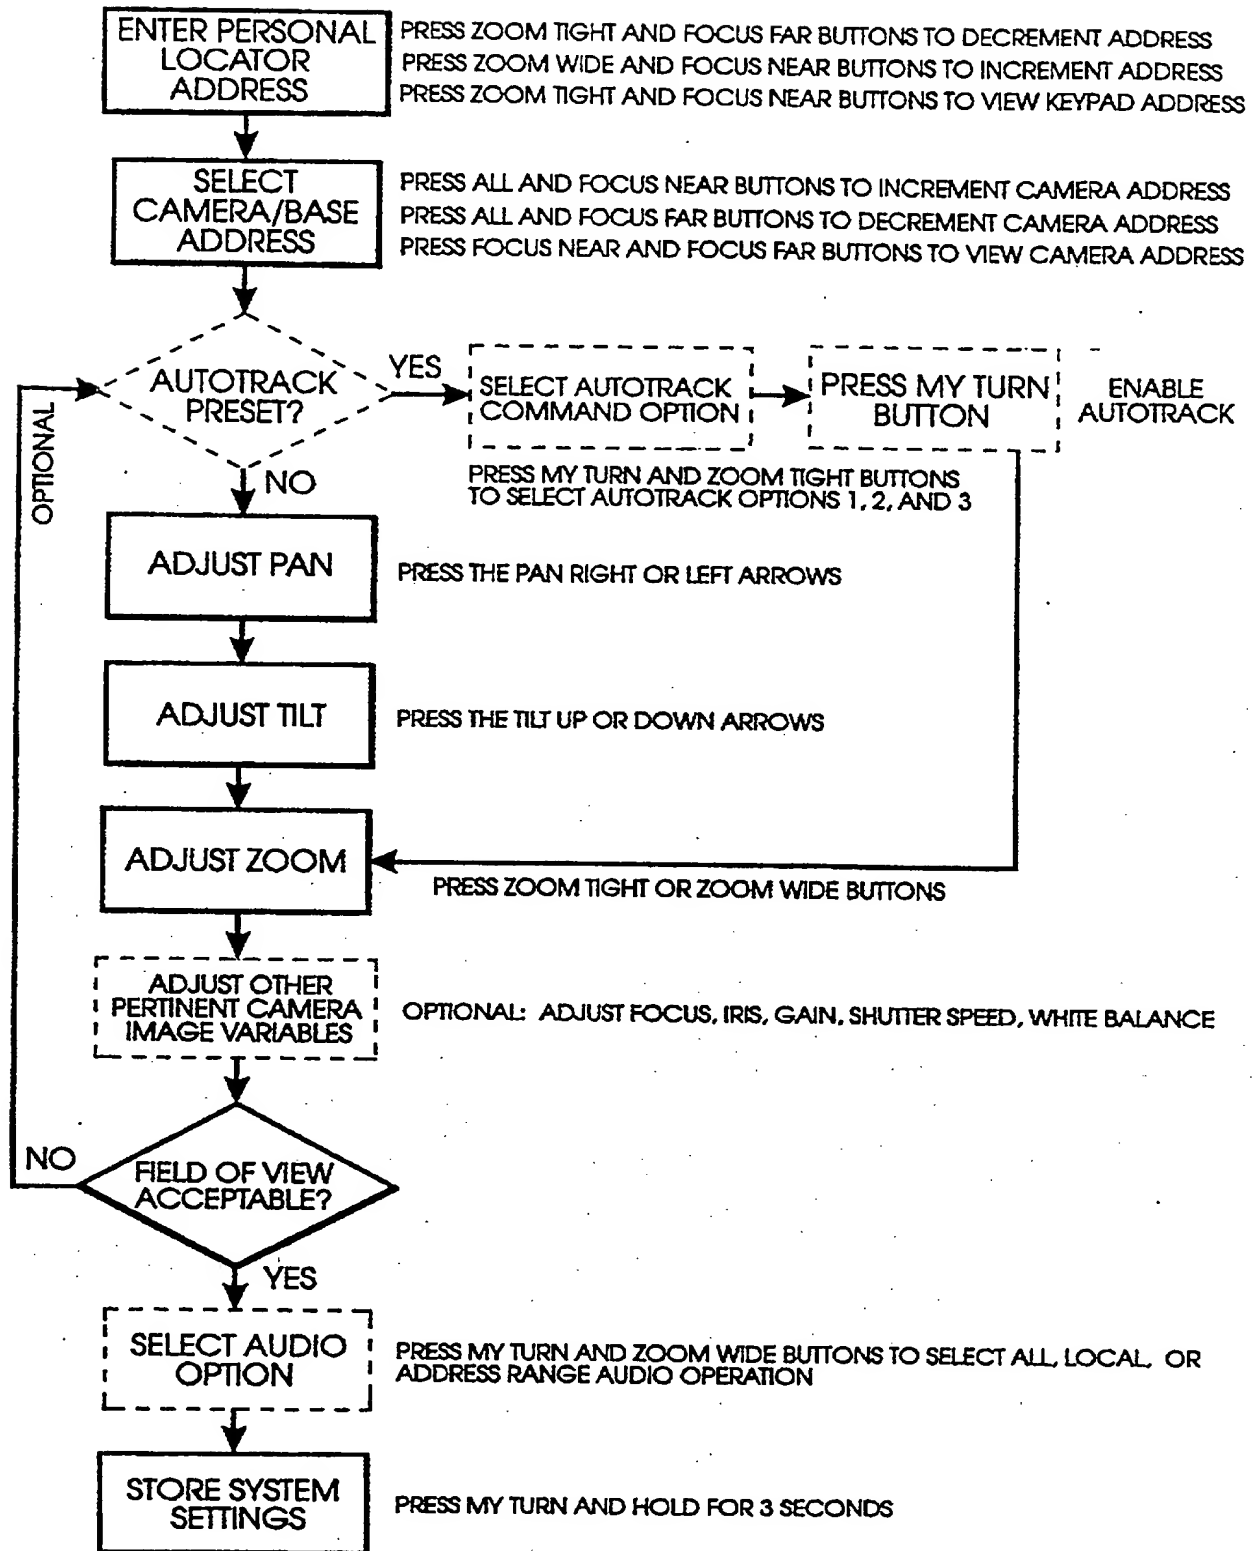 ENTER PERSONAL
LOCATOR
ADDRESS
PRESS ZOOM TIGHT AND FOCUS FAR BUTTONS TO DECREMENT ADDRESS
PRESS ZOOM WIDE AND FOCUS NEAR BUTTONS TO INCREMENT ADDRESS
PRESS ZOOM TIGHT AND FOCUS NEAR BUTTONS TO VIEW KEYPAD ADDRESS
SELECT
CAMERA/BASE
ADDRESS
PRESS ALL AND FOCUS NEAR BUTTONS TO INCREMENT CAMERA ADDRESS
PRESS ALL AND FOCUS FAR BUTTONS TO DECREMENT CAMERA ADDRESS
PRESS FOCUS NEAR AND FOCUS FAR BUTTONS TO VIEW CAMERA ADDRESS
AUTOTRACK
PRESET?
YES
SELECT AUTOTRACK
COMMAND OPTION
PRESS MY TURN
BUTTON
ENABLE
AUTOTRACK
OPTIONAL
NO
PRESS MY TURN AND ZOOM TIGHT BUTTONS
TO SELECT AUTOTRACK OPTIONS 1, 2, AND 3
ADJUST PAN
PRESS THE PAN RIGHT OR LEFT ARROWS
ADJUST TILT
PRESS THE TILT UP OR DOWN ARROWS
ADJUST ZOOM
PRESS ZOOM TIGHT OR ZOOM WIDE BUTTONS
ADJUST OTHER
PERTINENT CAMERA
IMAGE VARIABLES
OPTIONAL: ADJUST FOCUS, IRIS, GAIN, SHUTTER SPEED, WHITE BALANCE
NO
FIELD OF VIEW
ACCEPTABLE?
YES
SELECT AUDIO
OPTION
PRESS MY TURN AND ZOOM WIDE BUTTONS TO SELECT ALL, LOCAL, OR
ADDRESS RANGE AUDIO OPERATION
STORE SYSTEM
SETTINGS
PRESS MY TURN AND HOLD FOR 3 SECONDS